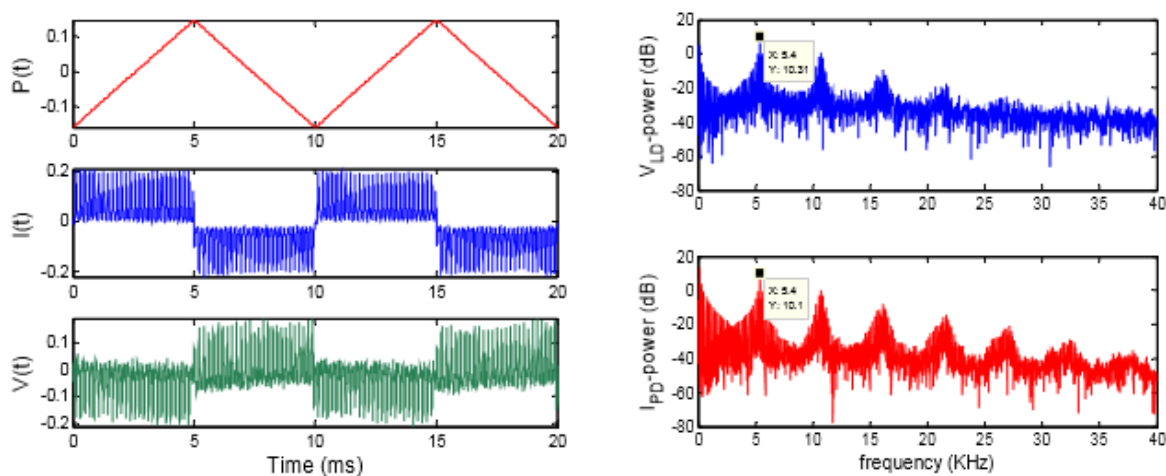 P(t)
0.1
0
-0.1
0 5 10 15 20
I(t)
0.2
0
-0.2
0 5 10 15 20
V(t)
0.1
0
-0.1
-0.2
0 5 10 15 20
Time (ms)
V_LD-power (dB)
20
0
-20
-40
-60
-80
X: 5.4
Y: 10.31
0 5 10 15 20 25 30 35 40
I_PD-power (dB)
20
0
-20
-40
-60
-80
X: 5.4
Y: 10.1
0 5 10 15 20 25 30 35 40
frequency (KHz)